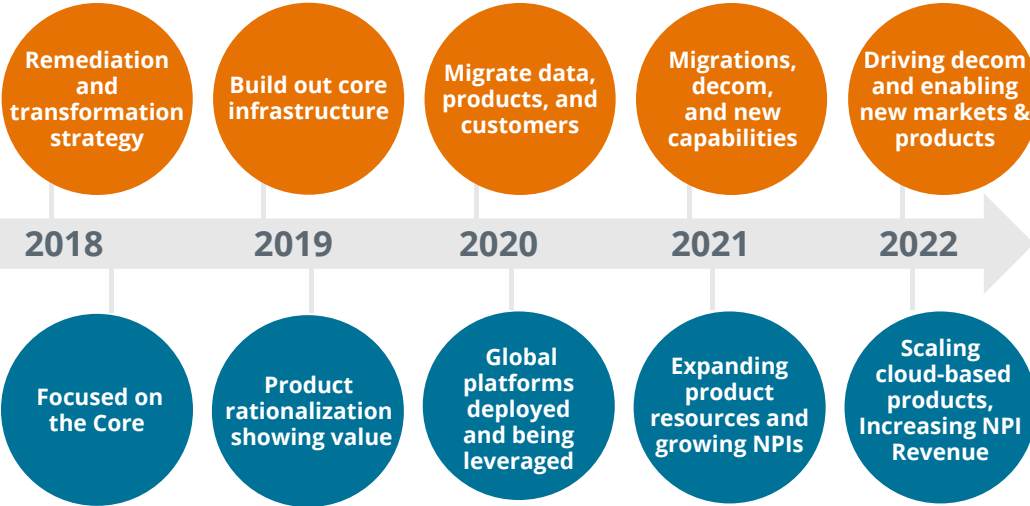 Remediation
and
transformation
strategy
Build out core
infrastructure
Migrate data,
products, and
customers
Migrations,
decom,
and new
capabilities
Driving decom
and enabling
new markets &
products
2018
2019
2020
2021
2022
Focused on
the Core
Product
rationalization
showing value
Global
platforms
deployed
and being
leveraged
Expanding
product
resources and
growing NPIs
Scaling
cloud-based
products,
Increasing NPI
Revenue